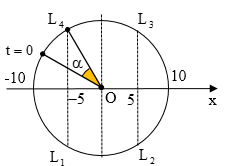 L₄ L₃
t = 0
α
-10 10
−5 O 5 x
L₁ L₂